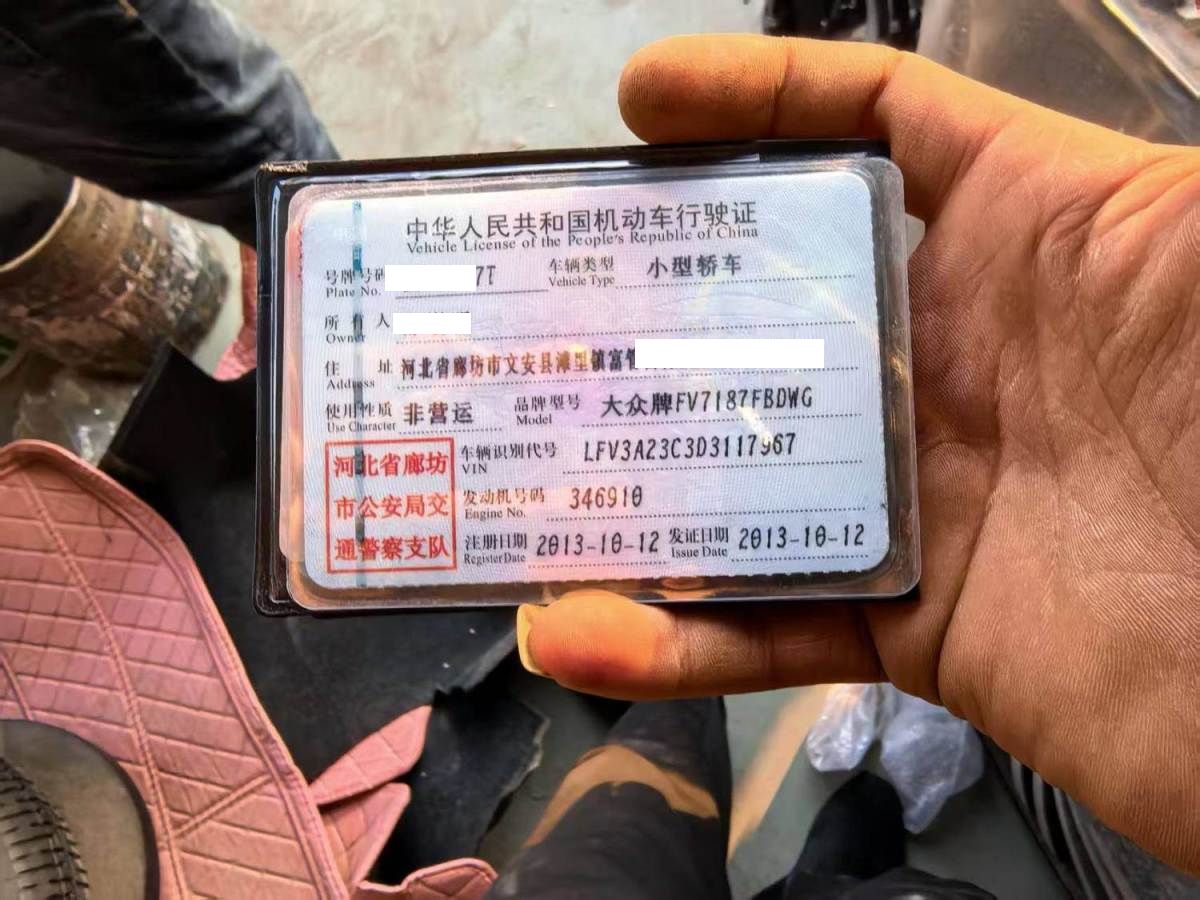 中华人民共和国机动车行驶证
Vehicle License of the People's Republic of China
号牌号码 7T 车辆类型 小型轿车
Plate No. Vehicle Type
所有人
Owner
住址 河北省廊坊市文安县滩里镇富管
Address
使用性质 非营运 品牌型号 大众牌FV7187FBDWG
Use Character Model
河北省廊坊
市公安局交
通警察支队
车辆识别代号 LFV3A23C3D3117967
VIN
发动机号码 346910
Engine No.
注册日期 2013-10-12 发证日期 2013-10-12
Register Date Issue Date